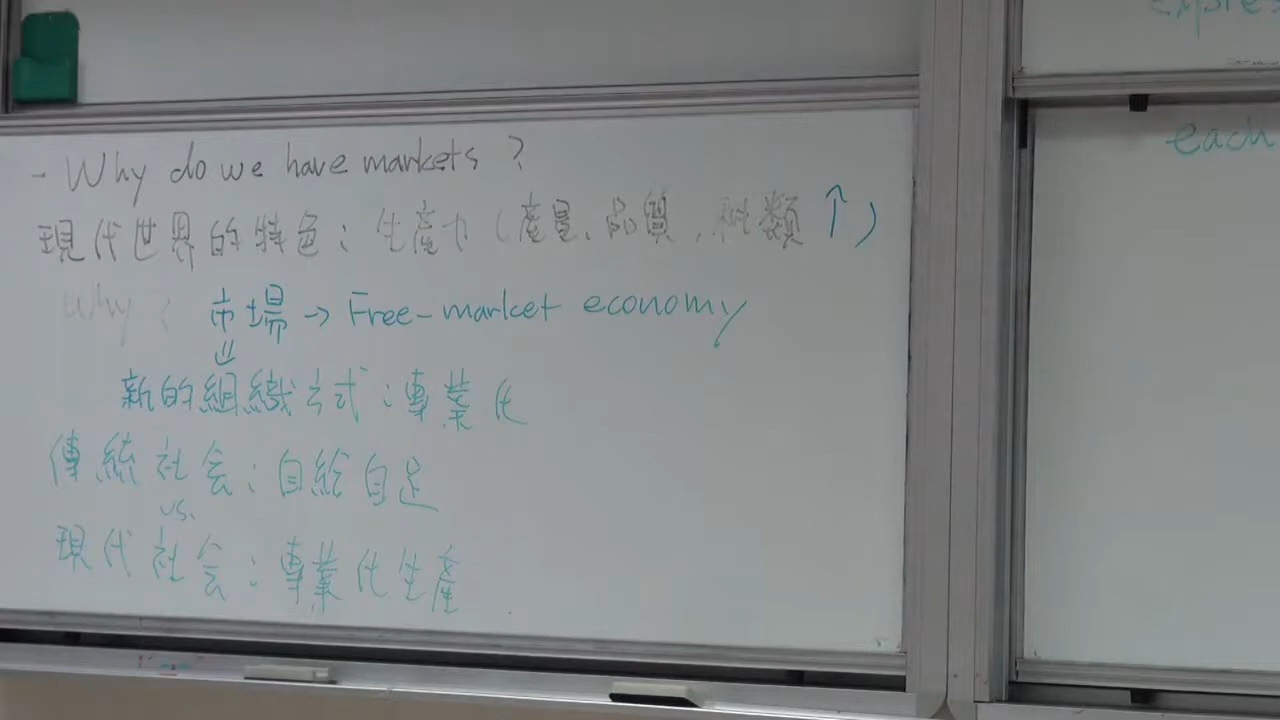 - Why do we have markets ?
現代世界的特色：生產力（產量、品質，種類↑）
why ? 市場 → Free-market economy
⇓
新的組織方式：專業化
傳統社会：自給自足
vs.
現代社会：專業化生產
each